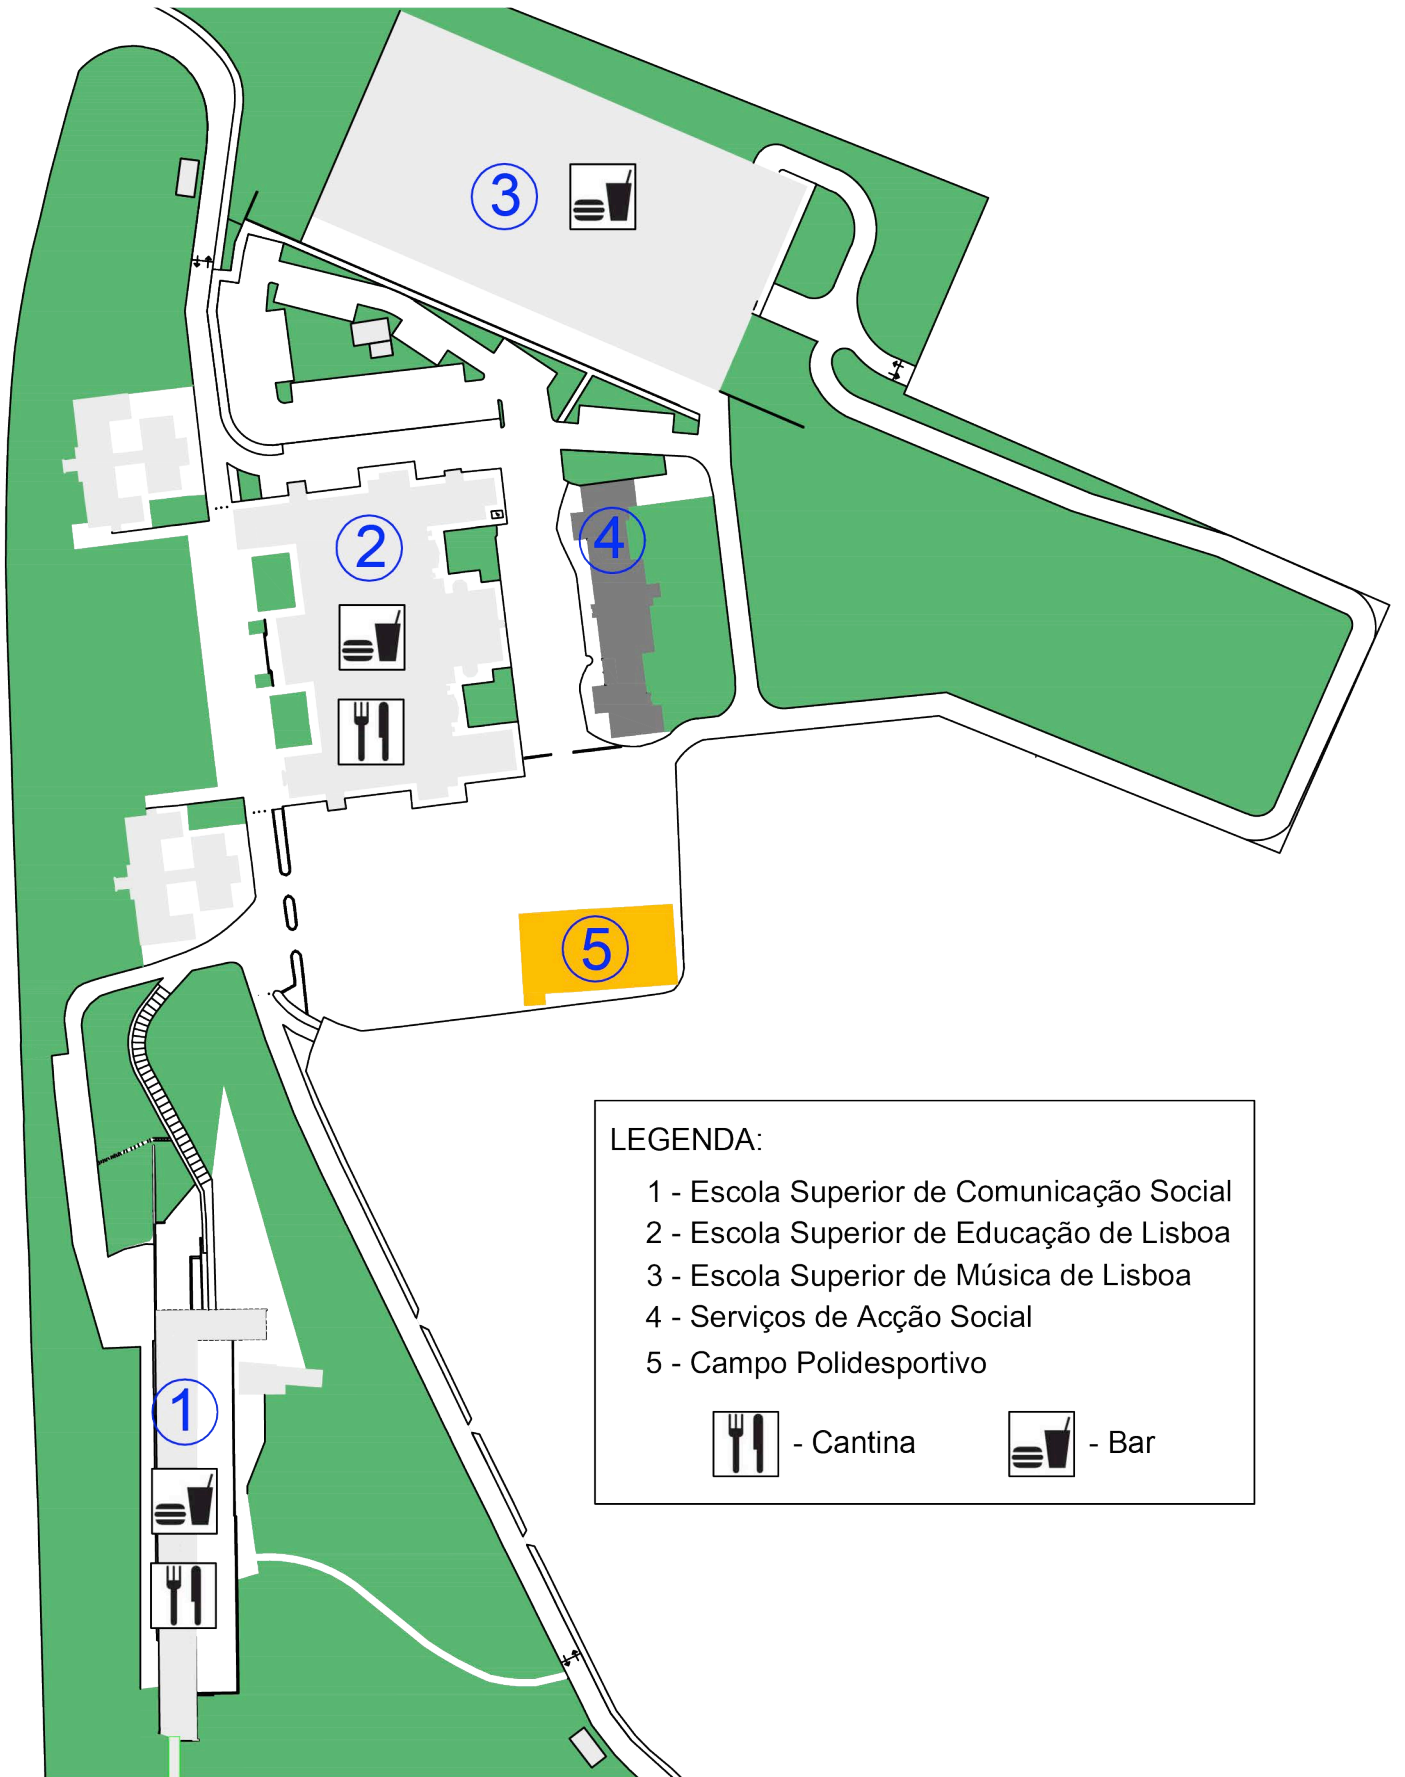 3
2
4
5
1
LEGENDA:
1 - Escola Superior de Comunicação Social
2 - Escola Superior de Educação de Lisboa
3 - Escola Superior de Música de Lisboa
4 - Serviços de Acção Social
5 - Campo Polidesportivo
- Cantina - Bar